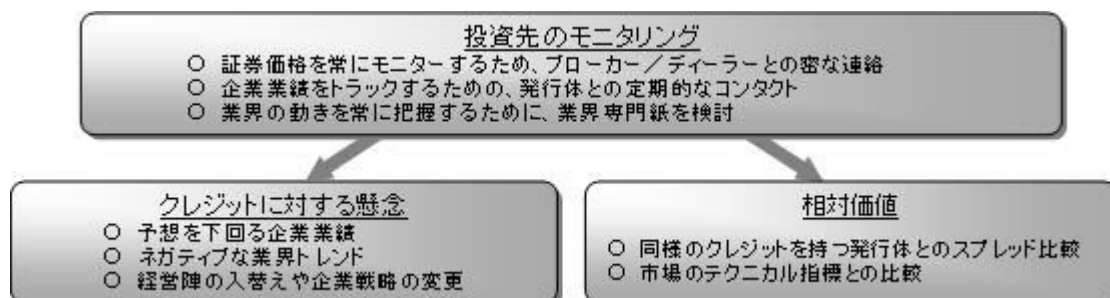 投資先のモニタリング
○ 証券価格を常にモニターするため、ブローカー／ディーラーとの密な連絡
○ 企業業績をトラックするための、発行体との定期的なコンタクト
○ 業界の動きを常に把握するために、業界専門紙を検討
クレジットに対する懸念
○ 予想を下回る企業業績
○ ネガティブな業界トレンド
○ 経営陣の入替えや企業戦略の変更
相対価値
○ 同様のクレジットを持つ発行体とのスプレッド比較
○ 市場のテクニカル指標との比較